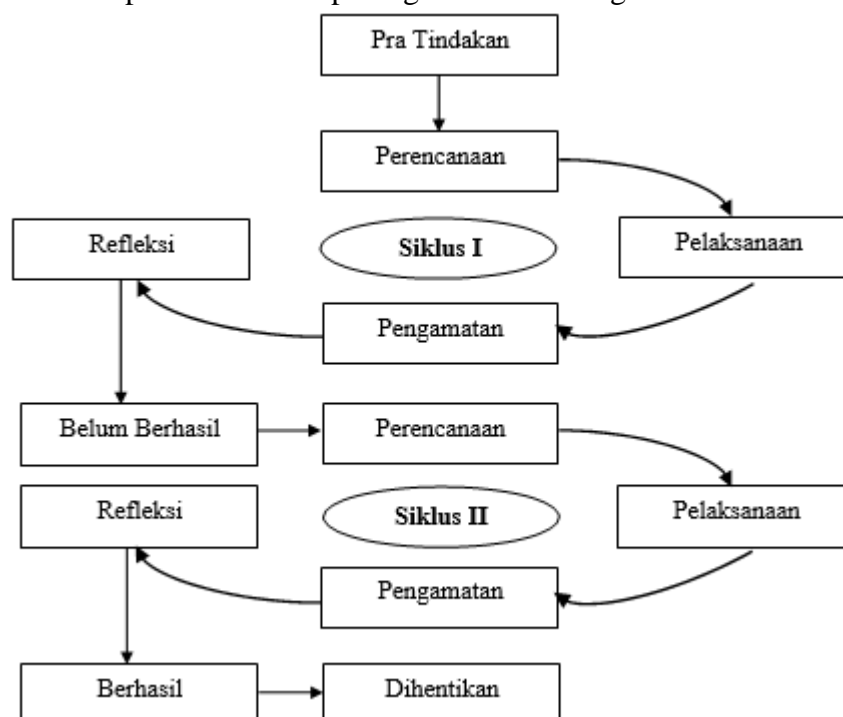 Pra Tindakan
Perencanaan
Refleksi
Siklus I
Pelaksanaan
Pengamatan
Belum Berhasil
Perencanaan
Refleksi
Siklus II
Pelaksanaan
Pengamatan
Berhasil
Dihentikan